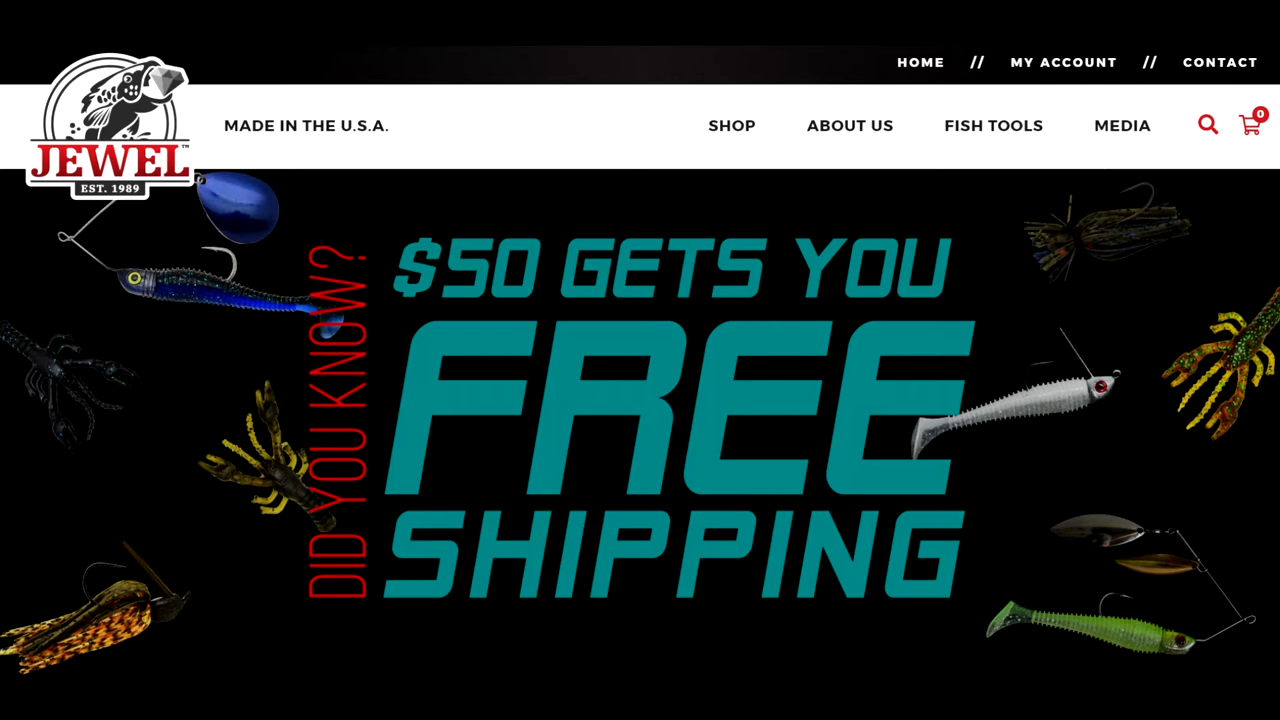 HOME // MY ACCOUNT // CONTACT
JEWEL™
EST. 1989
MADE IN THE U.S.A.
SHOP ABOUT US FISH TOOLS MEDIA 0
DID YOU KNOW?
$50 GETS YOU
FREE
SHIPPING